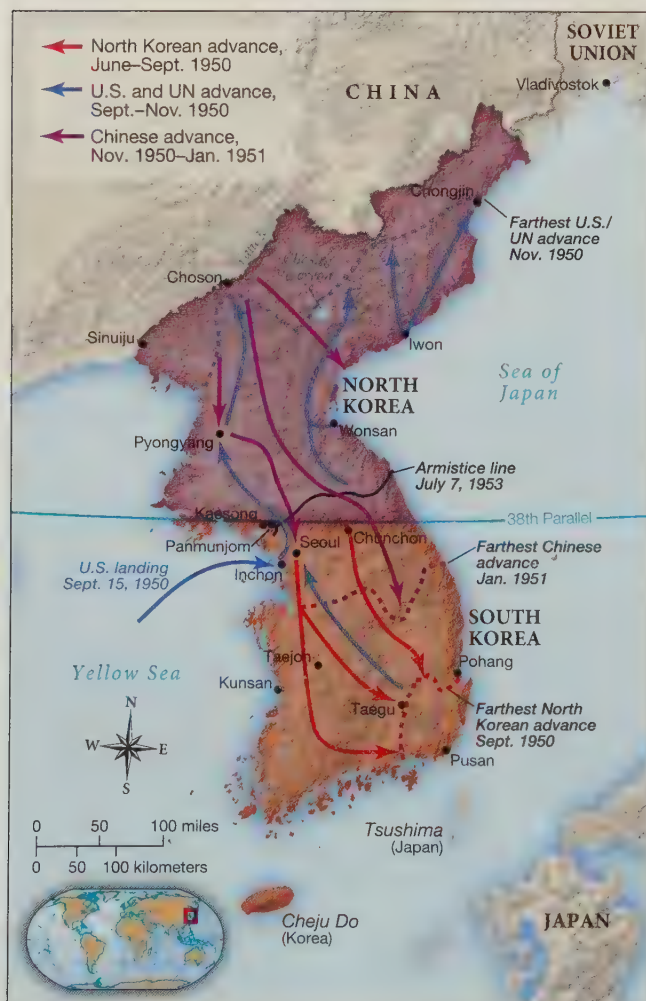 North Korean advance,
June–Sept. 1950
U.S. and UN advance,
Sept.–Nov. 1950
Chinese advance,
Nov. 1950–Jan. 1951
SOVIET
UNION
Vladivostok
CHINA
Chongjin
Farthest U.S./
UN advance
Nov. 1950
Choson
Sinuiju
Iwon
Sea of
Japan
NORTH
KOREA
Wonsan
Pyongyang
Armistice line
July 7, 1953
Kaesong
38th Parallel
Panmunjom
Seoul
Chunchon
Farthest Chinese
advance
Jan. 1951
U.S. landing
Sept. 15, 1950
Inchon
SOUTH
KOREA
Yellow Sea
Taejon
Pohang
Kunsan
Taegu
Farthest North
Korean advance
Sept. 1950
N
W
E
S
Pusan
0 50 100 miles
0 50 100 kilometers
Tsushima
(Japan)
Cheju Do
(Korea)
JAPAN